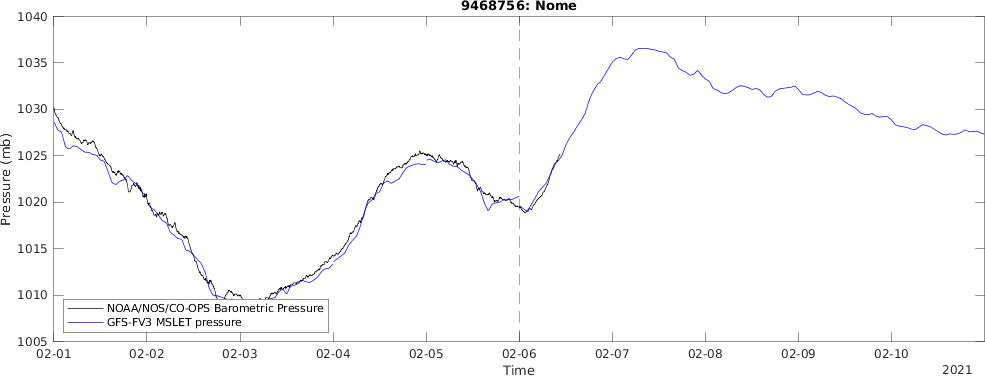 9468756: Nome
1040
1035
1030
1025
1020
1015
1010
1005
Pressure (mb)
NOAA/NOS/CO-OPS Barometric Pressure
GFS-FV3 MSLET pressure
02-01 02-02 02-03 02-04 02-05 02-06 02-07 02-08 02-09 02-10
Time
2021